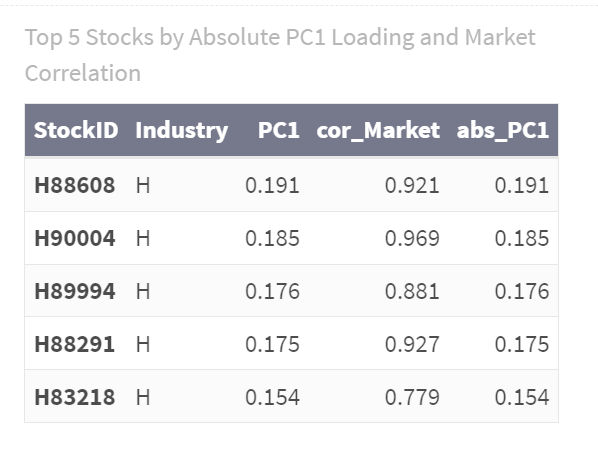 Top 5 Stocks by Absolute PC1 Loading and Market
Correlation
StockID Industry PC1 cor_Market abs_PC1
H88608 H 0.191 0.921 0.191
H90004 H 0.185 0.969 0.185
H89994 H 0.176 0.881 0.176
H88291 H 0.175 0.927 0.175
H83218 H 0.154 0.779 0.154